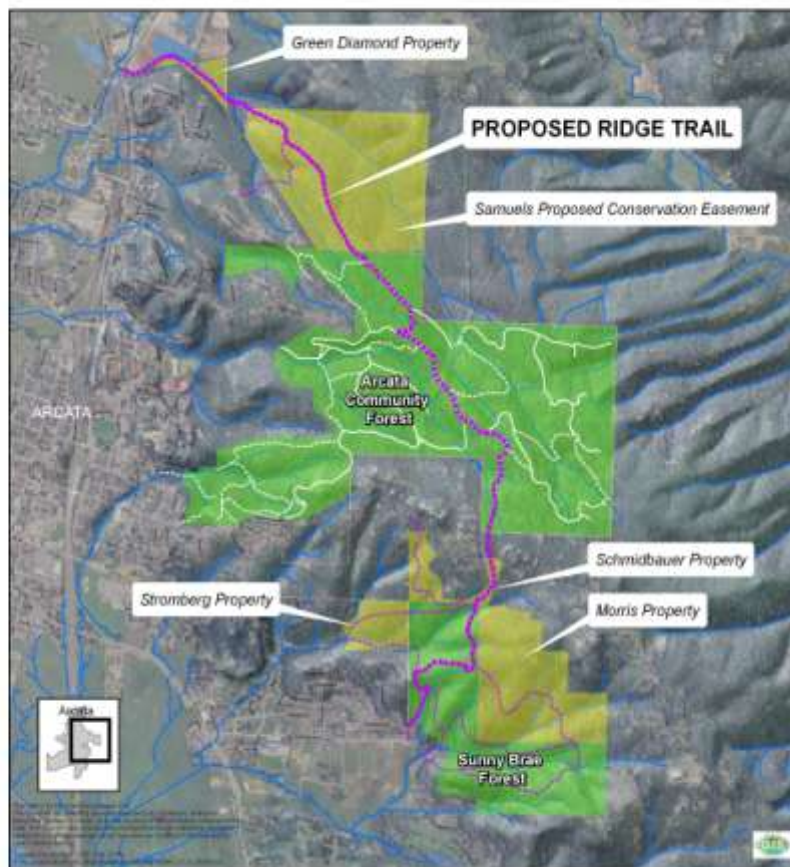 Green Diamond Property
PROPOSED RIDGE TRAIL
Samuels Proposed Conservation Easement
Arcata
Community
Forest
ARCATA
Schmidbauer Property
Stromberg Property
Morris Property
Arcata
Sunny Brae
Forest